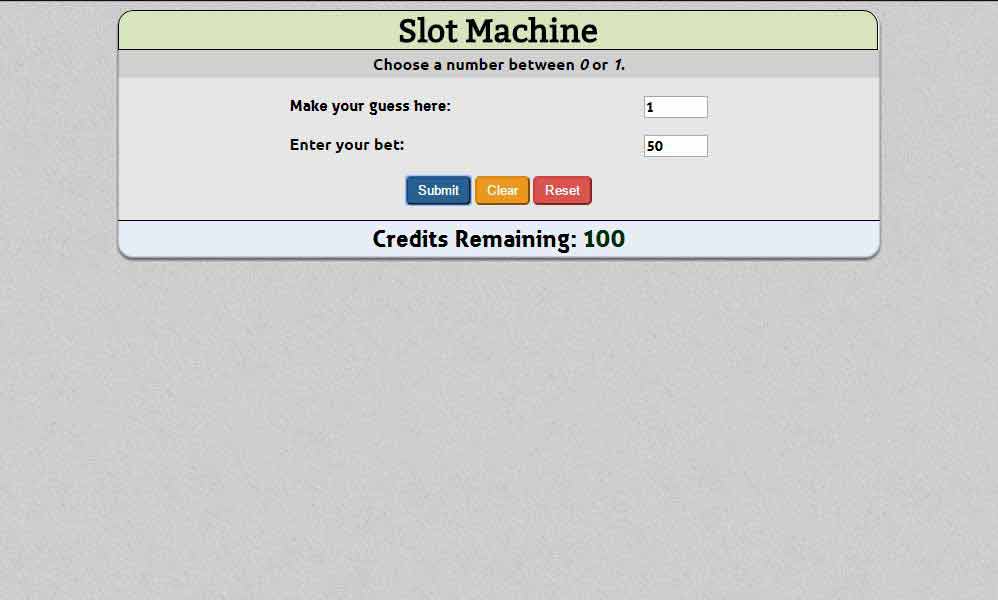 Slot Machine
Choose a number between 0 or 1.
Make your guess here: 1
Enter your bet: 50
Submit Clear Reset
Credits Remaining: 100